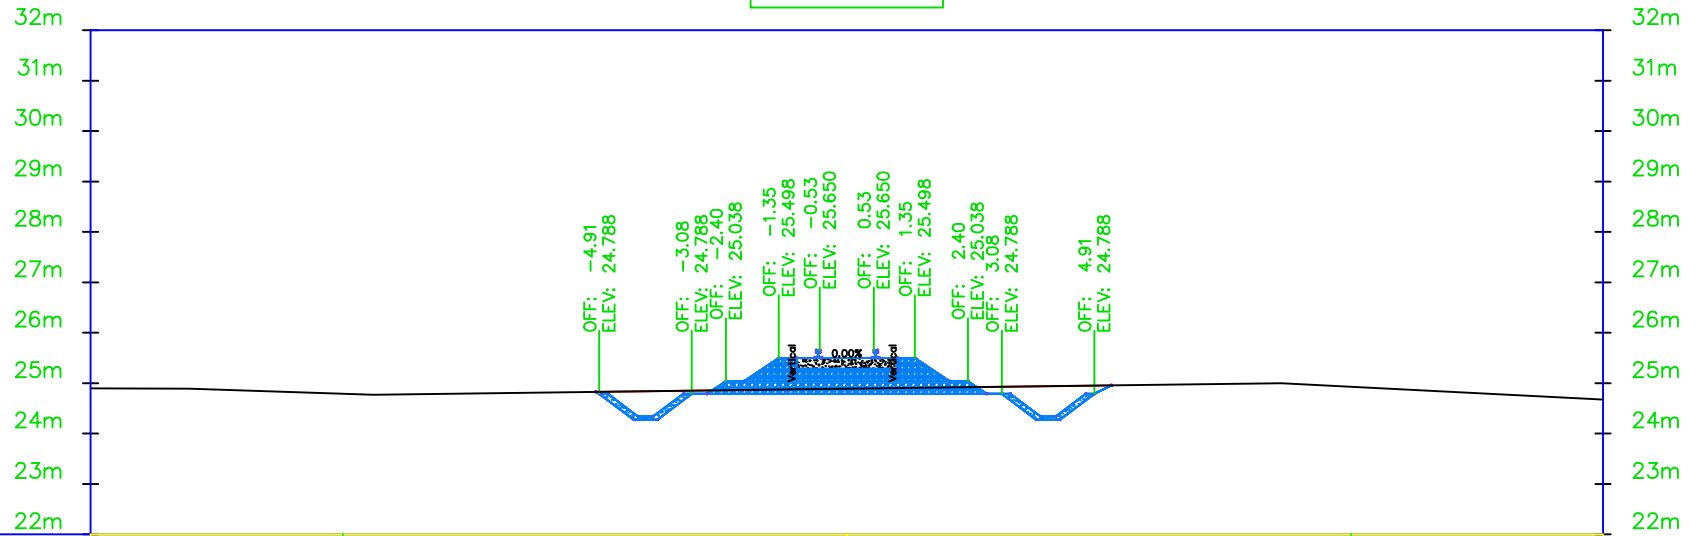 32m
31m
30m
29m
28m
27m
26m
25m
24m
23m
22m
OFF: -4.91
ELEV: 24.788
OFF: -3.08
ELEV: 24.788
OFF: -2.40
ELEV: 25.038
OFF: -1.35
ELEV: 25.498
OFF: -0.53
ELEV: 25.650
OFF: 0.53
ELEV: 25.650
OFF: 1.35
ELEV: 25.498
OFF: 2.40
ELEV: 25.038
OFF: 3.08
ELEV: 24.788
OFF: 4.91
ELEV: 24.788
Vertical
0.00%
Vertical
32m
31m
30m
29m
28m
27m
26m
25m
24m
23m
22m